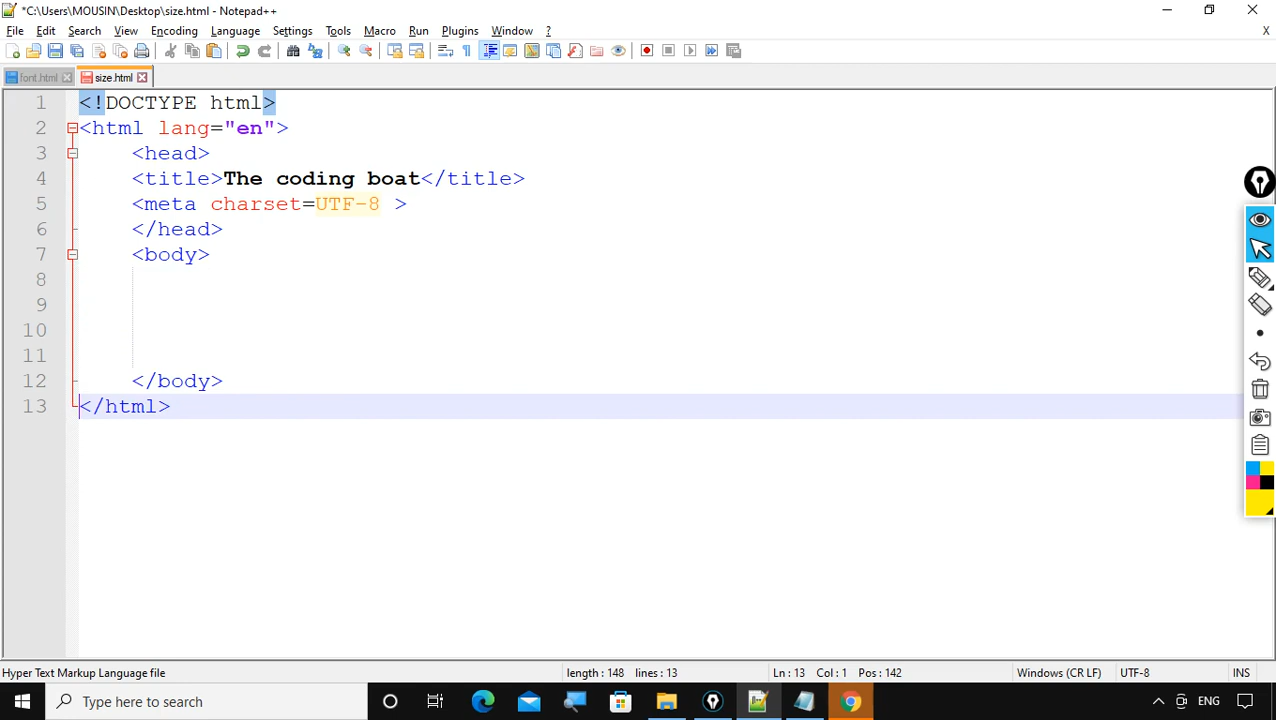 *C:\Users\MOUSIN\Desktop\size.html - Notepad++
File Edit Search View Encoding Language Settings Tools Macro Run Plugins Window ? X
font.html size.html
1 <!DOCTYPE html>
2 <html lang="en">
3 <head>
4 <title>The coding boat</title>
5 <meta charset=UTF-8 >
6 </head>
7 <body>
8
9
10
11
12 </body>
13 </html>
Hyper Text Markup Language file length : 148 lines : 13 Ln : 13 Col : 1 Pos : 142 Windows (CR LF) UTF-8 INS
Type here to search ENG